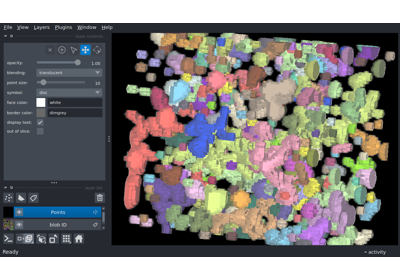 File View Layers Plugins Window Help
opacity: 1.00
blending: translucent
point size: 10
symbol: disc
face color: white
border color: dimgrey
display text: ✓
out of slice:
Points
blob ID
Ready
activity